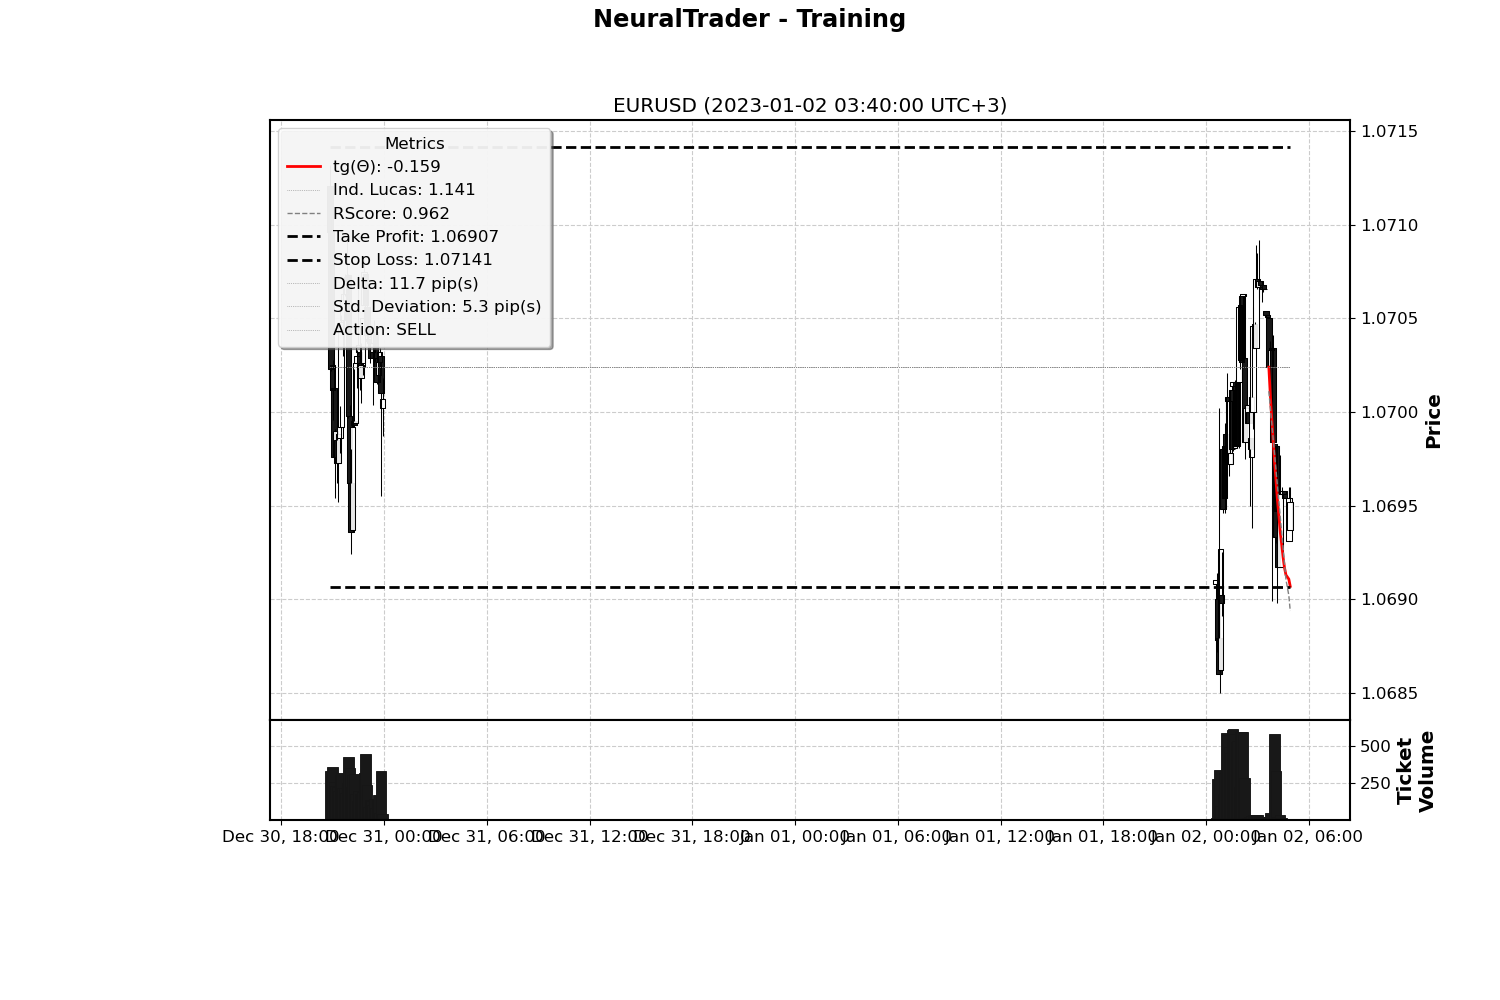 NeuralTrader - Training
EURUSD (2023-01-02 03:40:00 UTC+3)
Metrics
tg(Θ): -0.159
Ind. Lucas: 1.141
RScore: 0.962
Take Profit: 1.06907
Stop Loss: 1.07141
Delta: 11.7 pip(s)
Std. Deviation: 5.3 pip(s)
Action: SELL
1.0715
1.0710
1.0705
1.0700
1.0695
1.0690
1.0685
Price
500
250
Ticket
Volume
Dec 30, 18:00 Dec 31, 00:00 Dec 31, 06:00 Dec 31, 12:00 Dec 31, 18:00 Jan 01, 00:00 Jan 01, 06:00 Jan 01, 12:00 Jan 01, 18:00 Jan 02, 00:00 Jan 02, 06:00